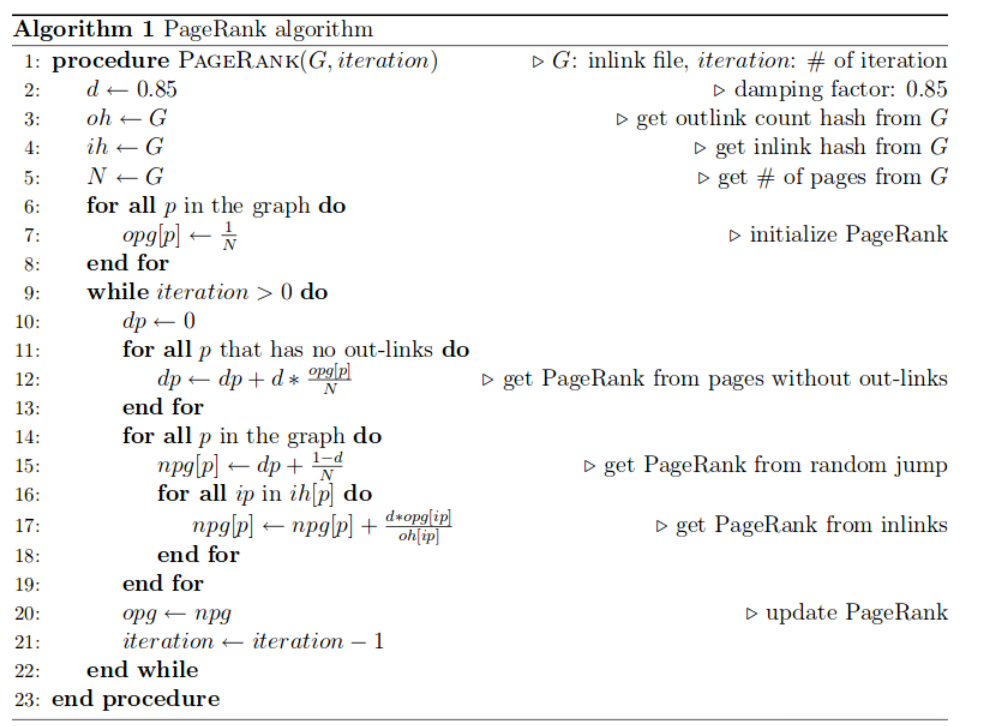 Algorithm 1 PageRank algorithm
1: procedure PAGERANK(G, iteration) ▷ G: inlink file, iteration: # of iteration
2: d ← 0.85 ▷ damping factor: 0.85
3: oh ← G ▷ get outlink count hash from G
4: ih ← G ▷ get inlink hash from G
5: N ← G ▷ get # of pages from G
6: for all p in the graph do
7: opg[p] ← \frac{1}{N} ▷ initialize PageRank
8: end for
9: while iteration > 0 do
10: dp ← 0
11: for all p that has no out-links do
12: dp ← dp + d * \frac{opg[p]}{N} ▷ get PageRank from pages without out-links
13: end for
14: for all p in the graph do
15: npg[p] ← dp + \frac{1-d}{N} ▷ get PageRank from random jump
16: for all ip in ih[p] do
17: npg[p] ← npg[p] + \frac{d*opg[ip]}{oh[ip]} ▷ get PageRank from inlinks
18: end for
19: end for
20: opg ← npg ▷ update PageRank
21: iteration ← iteration − 1
22: end while
23: end procedure